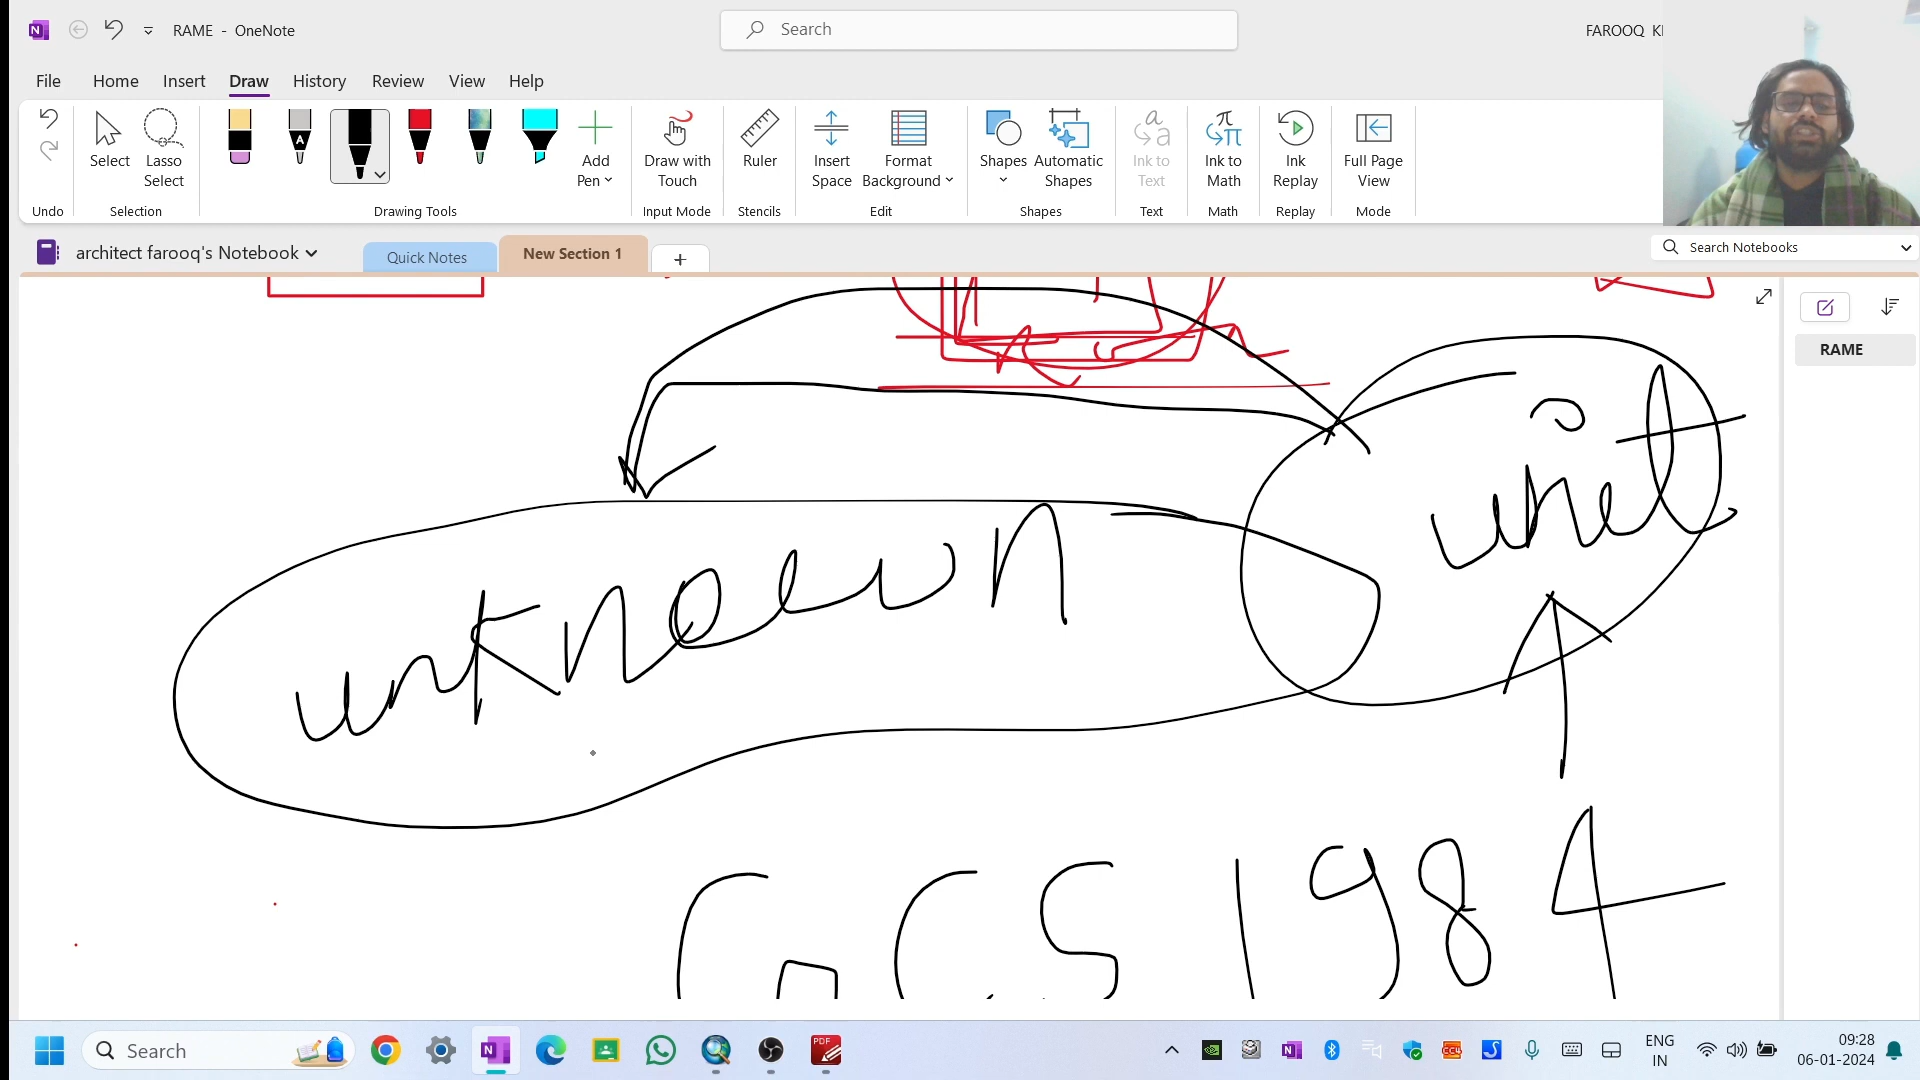 RAME - OneNote
Search
FAROOQ KI
File Home Insert Draw History Review View Help
Select
Lasso Select
A
Add Pen
Draw with Touch
Ruler
Insert Space
Format Background
Shapes
Automatic Shapes
a a
Ink to Text
π π
Ink to Math
Ink Replay
Full Page View
Undo Selection Drawing Tools Input Mode Stencils Edit Shapes Text Math Replay Mode
architect farooq's Notebook
Quick Notes
New Section 1
+
Search Notebooks
RAME
unit
unknown
GCS 1984
Search
PDF
CC4
ENG
IN
09:28
06-01-2024